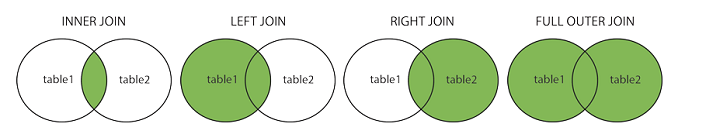 INNER JOIN
table1 table2
LEFT JOIN
table1 table2
RIGHT JOIN
table1 table2
FULL OUTER JOIN
table1 table2